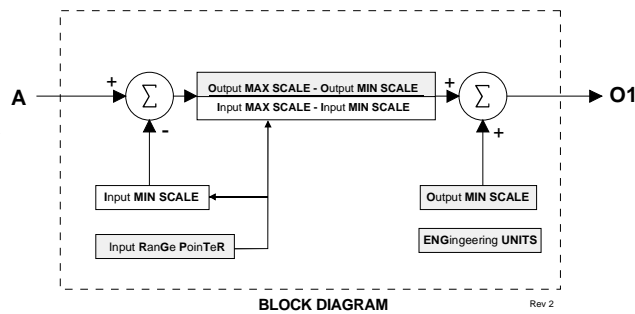 +
Output MAX SCALE - Output MIN SCALE
+
A
Σ
Input MAX SCALE - Input MIN SCALE
Σ
O1
-
+
Input MIN SCALE
Output MIN SCALE
Input RanGe PoinTeR
ENGineering UNITS
BLOCK DIAGRAM
Rev 2